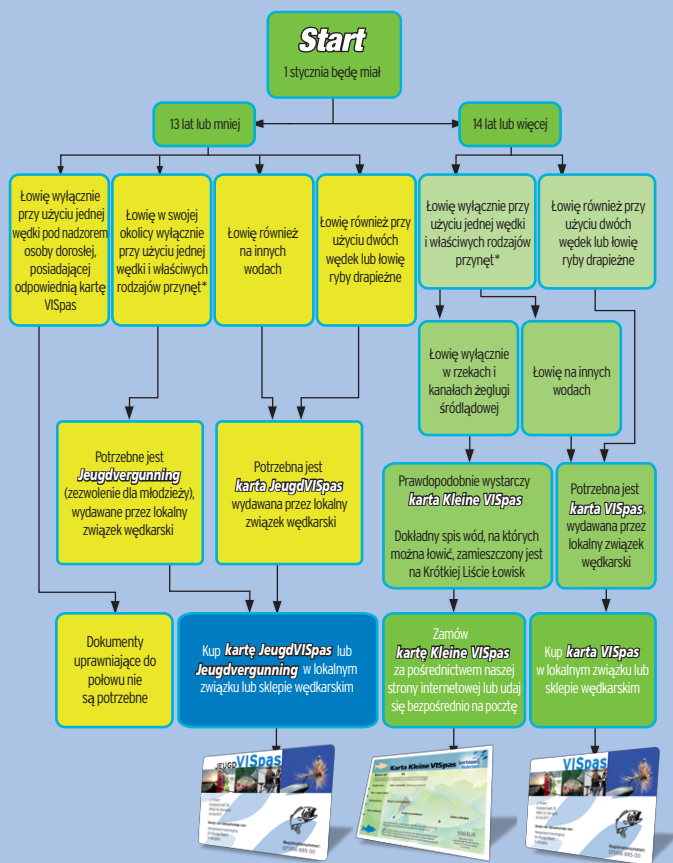 Start
1 stycznia będę miał
13 lat lub mniej
14 lat lub więcej
Łowię wyłącznie
przy użyciu jednej
wędki pod nadzorem
osoby dorosłej,
posiadającej
odpowiednią kartę
VISpas
Łowię w swojej
okolicy wyłącznie
przy użyciu jednej
wędki i właściwych
rodzajów przynęt*
Łowię również
na innych
wodach
Łowię również przy
użyciu dwóch
wędek lub łowię
ryby drapieżne
Łowię wyłącznie przy
użyciu jednej wędki
i właściwych rodzajów
przynęt*
Łowię również przy
użyciu dwóch
wędek lub łowię
ryby drapieżne
Łowię wyłącznie
w rzekach i
kanałach żeglugi
śródlądowej
Łowię na innych
wodach
Potrzebne jest
Jeugdvergunning
(zezwolenie dla młodzieży),
wydawane przez lokalny
związek wędkarski
Potrzebna jest
karta JeugdVISpas
wydawana przez lokalny
związek wędkarski
Prawdopodobnie wystarczy
karta Kleine VISpas
Dokładny spis wód, na których
można łowić, zamieszczony jest
na Krótkiej Liście Łowisk
Potrzebna jest
karta VISpas,
wydawana przez
lokalny związek
wędkarski
Dokumenty
uprawniające do
połowu nie
są potrzebne
Kup kartę JeugdVISpas lub
Jeugdvergunning w lokalnym
związku lub sklepie wędkarskim
Zamów
kartę Kleine VISpas
za pośrednictwem naszej
strony internetowej lub udaj
się bezpośrednio na pocztę
Kup karta VISpas
w lokalnym związku lub
sklepie wędkarskim
JEUGDVISpas
Karta Kleine VISpas
VISpas